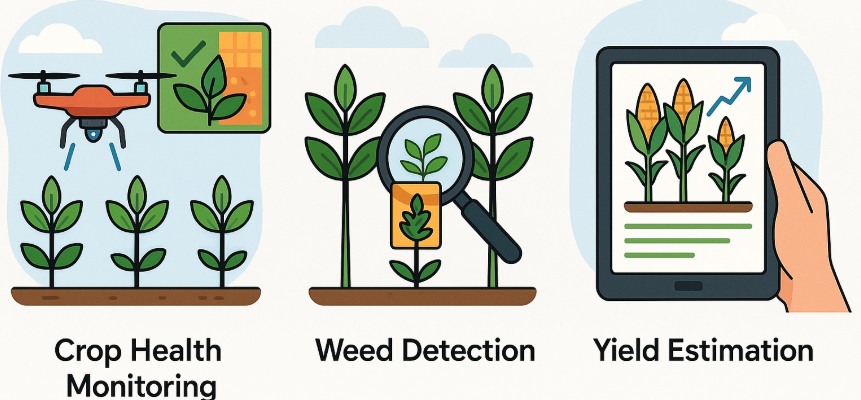 Crop Health
Monitoring
Weed Detection
Yield Estimation